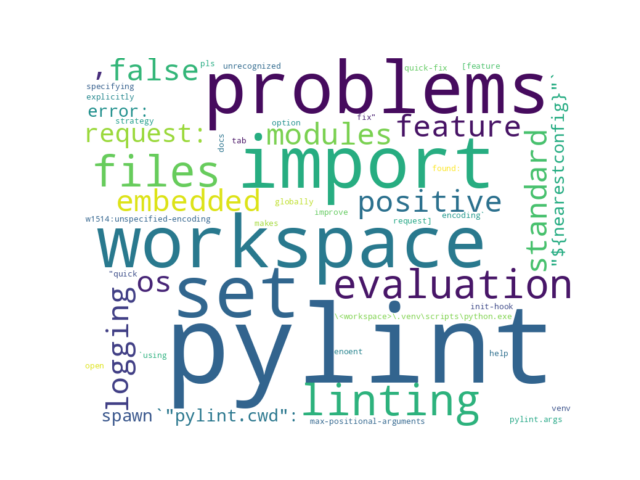 , false pls unrecognized problems quick-fix [feature
specifying
explicitly
error: strategy
request: docs tab option modules fix" feature
files import found: standard "${nearestconfig}"`
embedded globally improve positive
w1514:unspecified-encoding makes request] encoding`
workspace
"quick os set evaluation
logging init-hook
\<workspace>\.venv\scripts\python.exe
pylint
open `using enoent help
linting venv
spawn `"pylint.cwd": max-positional-arguments pylint.args